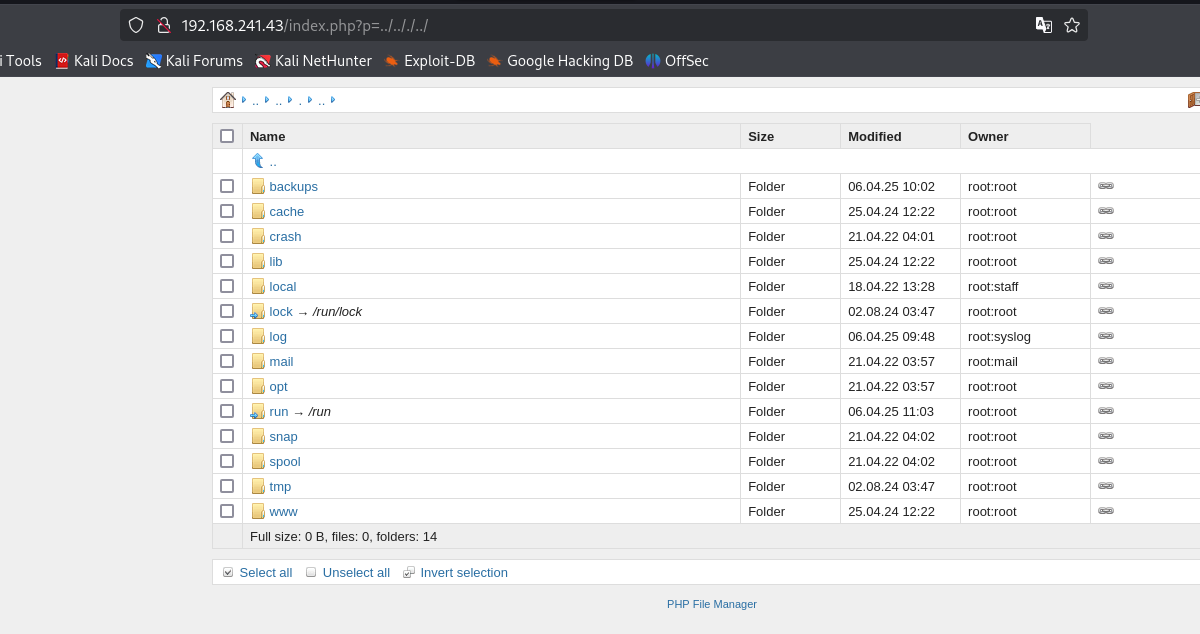 192.168.241.43/index.php?p=../../././../
i Tools Kali Docs Kali Forums Kali NetHunter Exploit-DB Google Hacking DB OffSec
.. .. . ..
Name Size Modified Owner
..
backups Folder 06.04.25 10:02 root:root
cache Folder 25.04.24 12:22 root:root
crash Folder 21.04.22 04:01 root:root
lib Folder 25.04.24 12:22 root:root
local Folder 18.04.22 13:28 root:staff
lock → /run/lock Folder 02.08.24 03:47 root:root
log Folder 06.04.25 09:48 root:syslog
mail Folder 21.04.22 03:57 root:mail
opt Folder 21.04.22 03:57 root:root
run → /run Folder 06.04.25 11:03 root:root
snap Folder 21.04.22 04:02 root:root
spool Folder 21.04.22 04:02 root:root
tmp Folder 02.08.24 03:47 root:root
www Folder 25.04.24 12:22 root:root
Full size: 0 B, files: 0, folders: 14
Select all Unselect all Invert selection
PHP File Manager